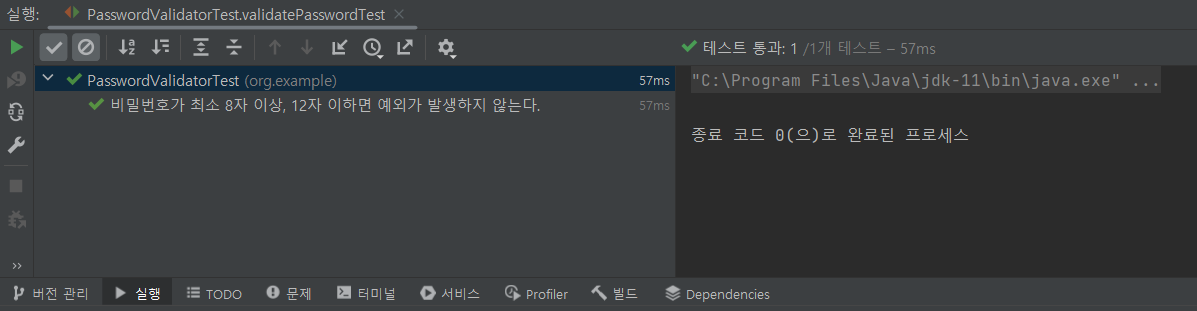 실행: PasswordValidatorTest.validatePasswordTest
테스트 통과: 1 /1개 테스트 – 57ms
PasswordValidatorTest (org.example) 57ms
비밀번호가 최소 8자 이상, 12자 이하면 예외가 발생하지 않는다. 57ms
"C:\Program Files\Java\jdk-11\bin\java.exe" ...
종료 코드 0(으)로 완료된 프로세스
버전 관리 실행 TODO 문제 터미널 서비스 Profiler 빌드 Dependencies